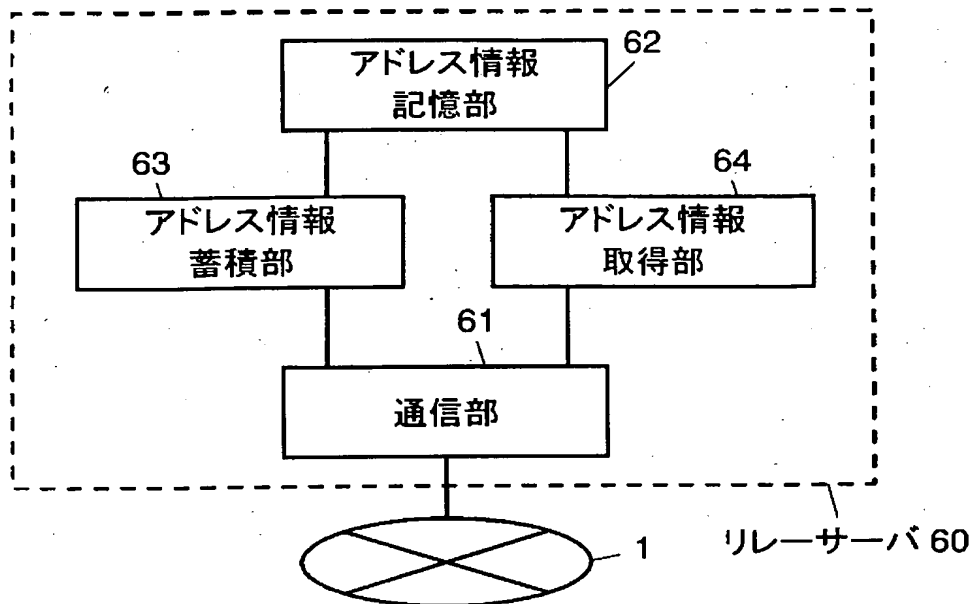 62
アドレス情報
記憶部
63
64
アドレス情報
蓄積部
アドレス情報
取得部
61
通信部
1
リレーサーバ 60